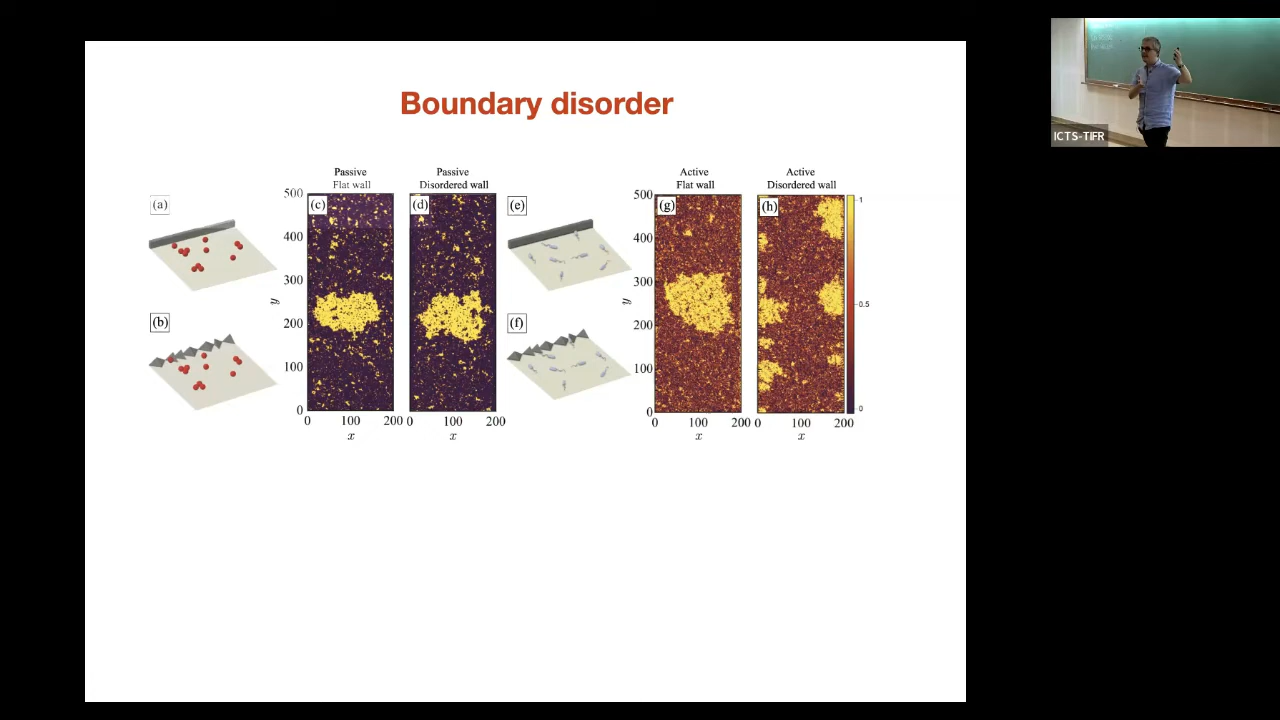 Boundary disorder
Passive
Flat wall
Passive
Disordered wall
Active
Flat wall
Active
Disordered wall
(a)
(b)
(c)
(d)
(e)
(f)
(g)
(h)
500
400
300
200
100
0
y
0 100 200
x
0 100 200
x
500
400
300
200
100
0
y
0 100 200
x
0 100 200
x
1
0.5
0
ICTS-TIFR